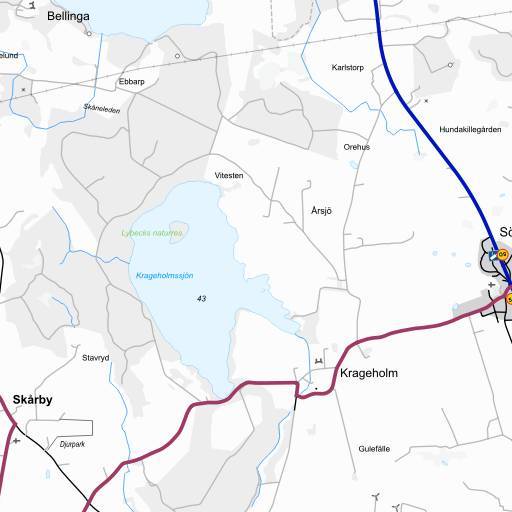 Bellinga
Karlstorp
Ebbarp
Skåneleden
Hundakillegården
Orehus
Vitesten
Årsjö
Lybecks naturres
Krageholmssjön
43
Stavryd
Krageholm
Skårby
Djurpark
Gulefälle